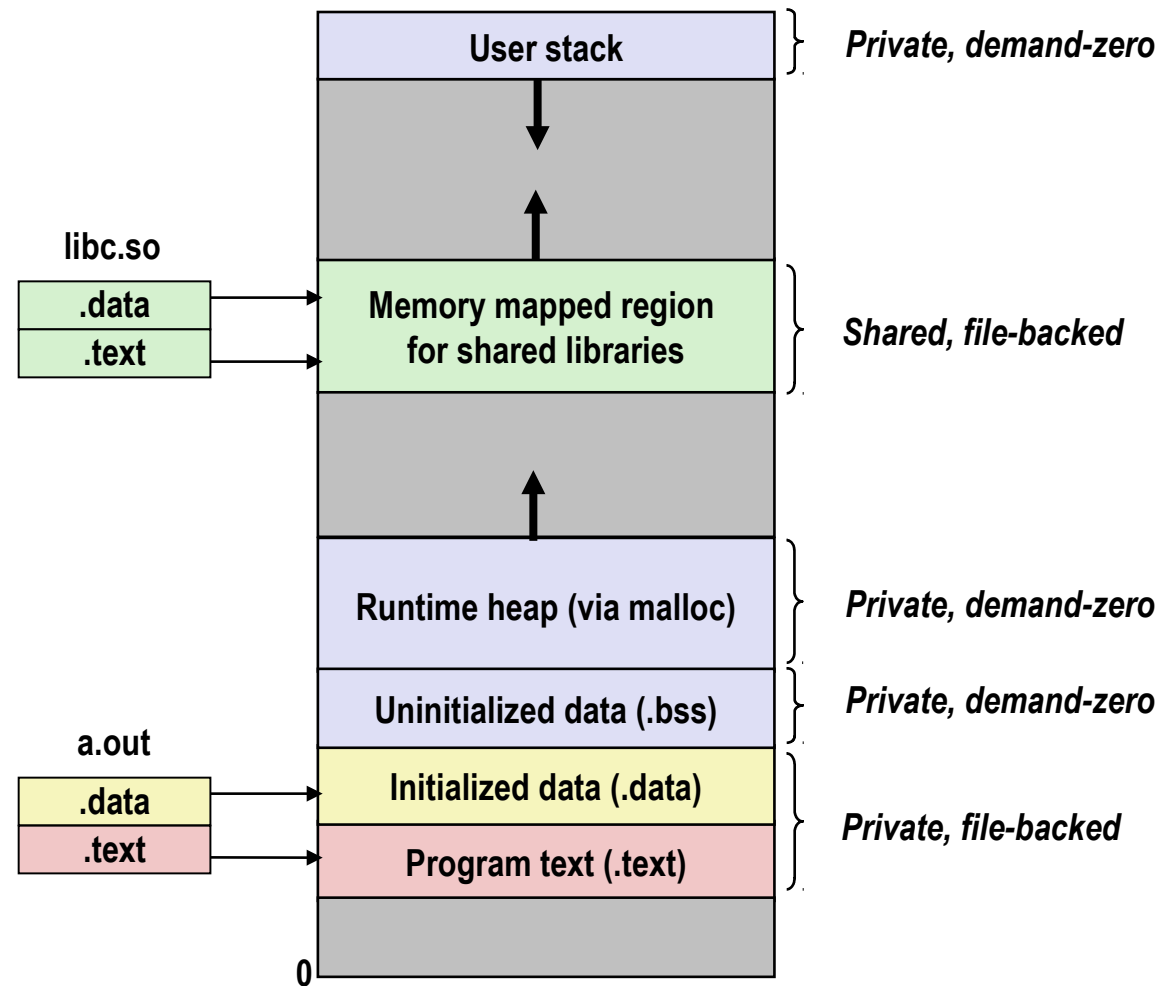 User stack
Private, demand-zero
libc.so
.data
.text
Memory mapped region
for shared libraries
Shared, file-backed
Runtime heap (via malloc)
Private, demand-zero
Uninitialized data (.bss)
Private, demand-zero
a.out
.data
.text
Initialized data (.data)
Program text (.text)
Private, file-backed
0